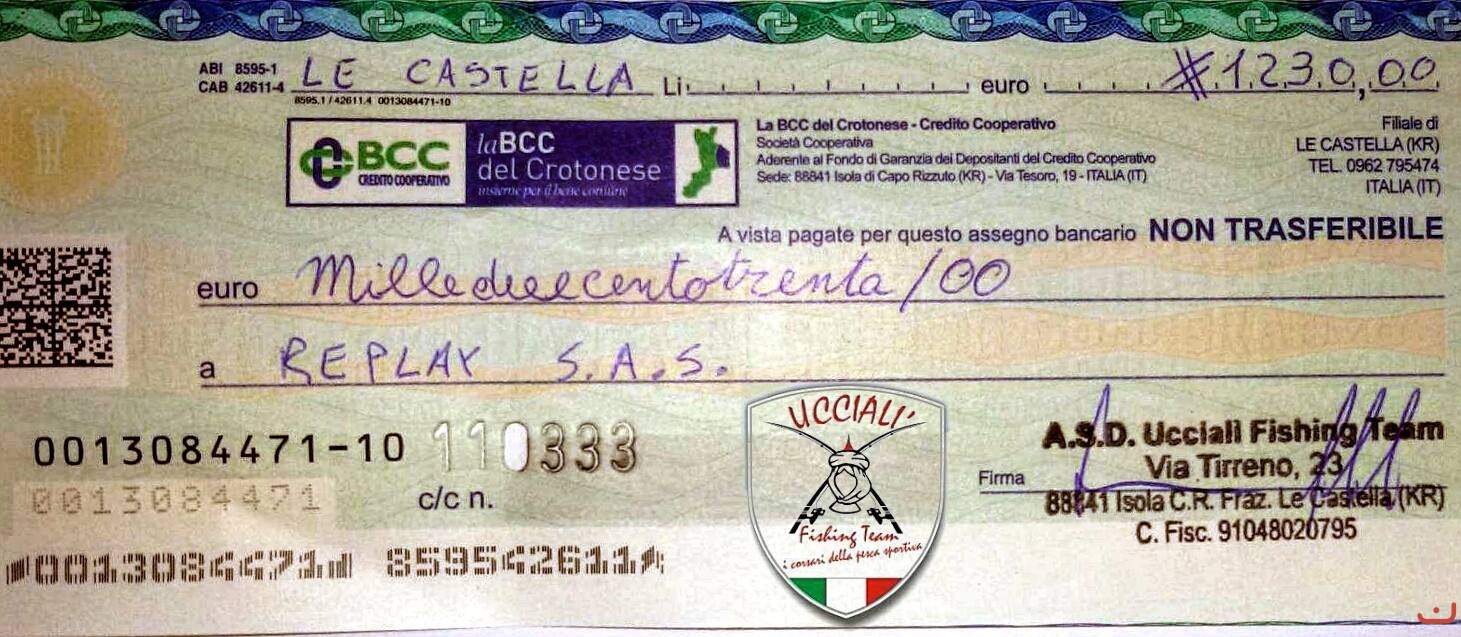 ABI 8595-1
CAB 42611-4 LE CASTELLA Li euro #1.230,00
8595.1 / 42611.4 0013084471-10
BCC
CREDITO COOPERATIVO
laBCC
del Crotonese
insieme per il bene comune
La BCC del Crotonese - Credito Cooperativo
Società Cooperativa
Aderente al Fondo di Garanzia dei Depositanti del Credito Cooperativo
Sede: 88841 Isola di Capo Rizzuto (KR) - Via Tesoro, 19 - ITALIA (IT)
Filiale di
LE CASTELLA (KR)
TEL. 0962 795474
ITALIA (IT)
A vista pagate per questo assegno bancario NON TRASFERIBILE
euro Milleduecentotrenta/00
a REPLAY S.A.S.
0013084471-10 110333
0013084471
c/c n.
0013084471 8595426111
UCCIALI'
Fishing Team
i corsari della pesca sportiva
A.S.D. Uccialì Fishing Team
Via Tirreno, 23
Firma
88841 Isola C.R. Fraz. Le Castella (KR)
C. Fisc. 91048020795